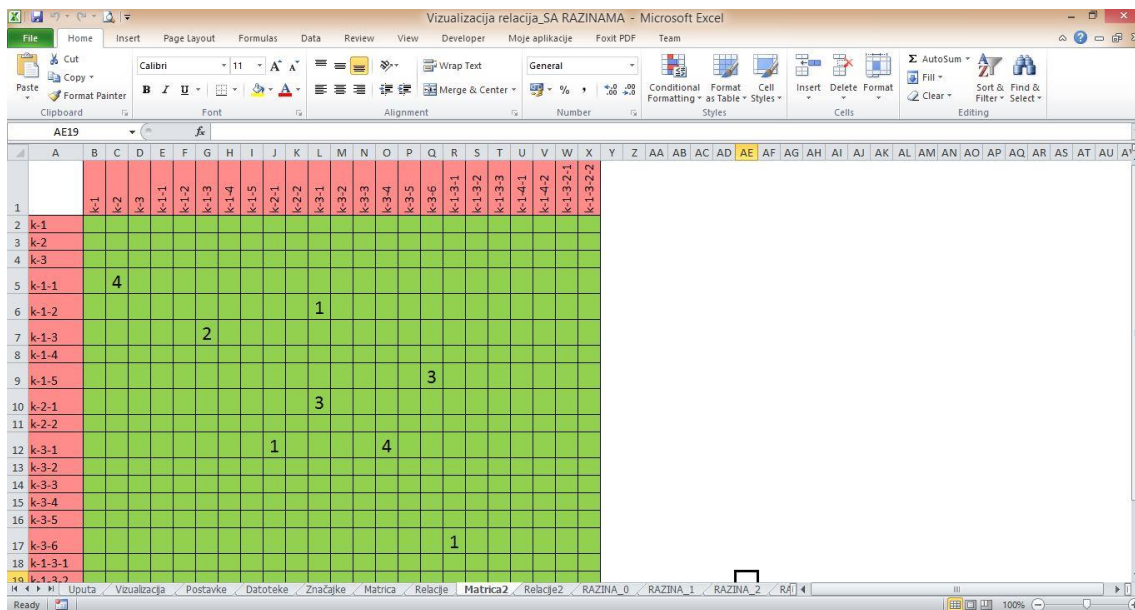 Vizualizacija relacija_SA RAZINAMA - Microsoft Excel
File Home Insert Page Layout Formulas Data Review View Developer Moje aplikacije Foxit PDF Team
Paste
Cut
Copy
Format Painter
Clipboard
Calibri 11
B I U
Font
Wrap Text
Merge & Center
Alignment
General
Number
Conditional Formatting
Format as Table
Cell Styles
Styles
Insert Delete Format
Cells
AutoSum
Fill
Clear
Sort & Filter
Find & Select
Editing
AE19 fx
A B C D E F G H I J K L M N O P Q R S T U V W X Y Z AA AB AC AD AE AF AG AH AI AJ AK AL AM AN AO AP AQ AR AS AT AU
1 k-1 k-2 k-3 k-1-1 k-1-2 k-1-3 k-1-4 k-1-5 k-2-1 k-2-2 k-3-1 k-3-2 k-3-3 k-3-4 k-3-5 k-3-6 k-1-3-1 k-1-3-2 k-1-3-3 k-1-4-1 k-1-4-2 k-1-3-2-1 k-1-3-2-2
2 k-1
3 k-2
4 k-3
5 k-1-1 4
6 k-1-2 1
7 k-1-3 2
8 k-1-4
9 k-1-5 3
10 k-2-1 3
11 k-2-2
12 k-3-1 1 4
13 k-3-2
14 k-3-3
15 k-3-4
16 k-3-5
17 k-3-6 1
18 k-1-3-1
19 k-1-3-2
Uputa Vizualizacija Postavke Datoteke Značajke Matrica Relacije Matrica2 Relacije2 RAZINA_0 RAZINA_1 RAZINA_2
Ready 100%